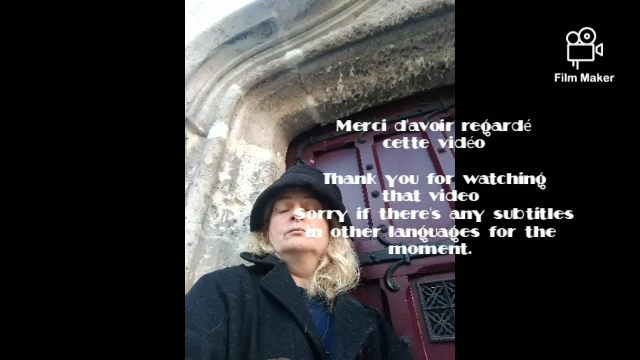 Film Maker
Merci d'avoir regardé
cette vidéo
Thank you for watching
that video
Sorry if there's any subtitles
in other languages for the
moment.